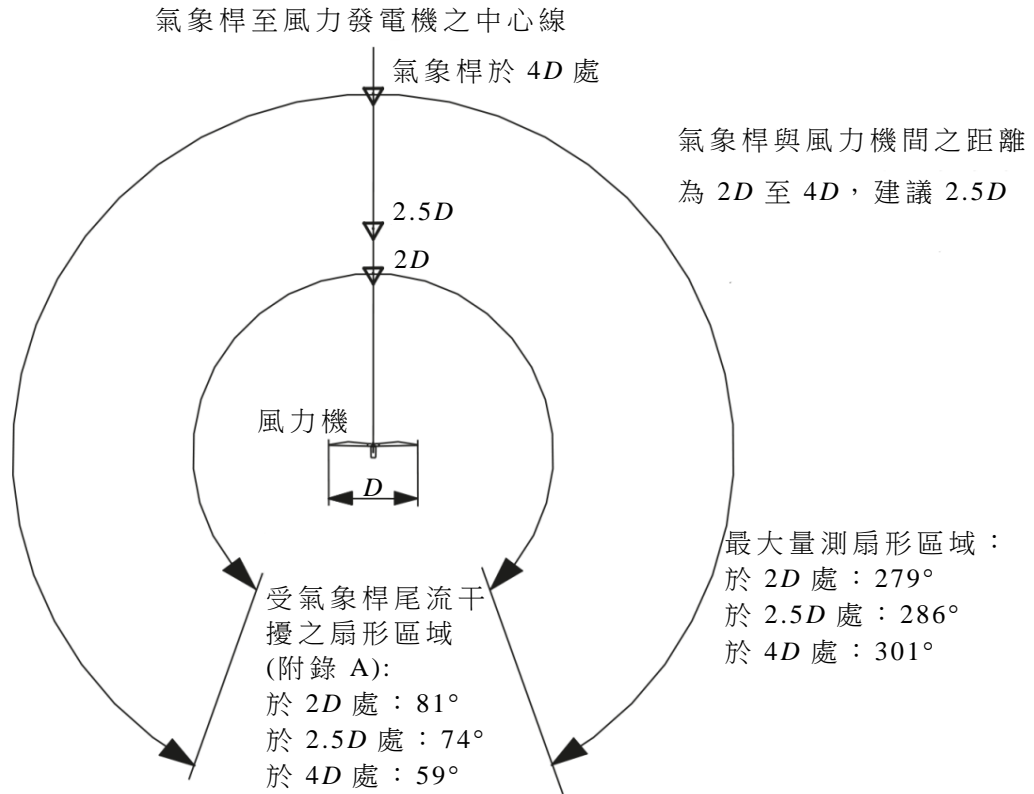 氣象桿至風力發電機之中心線
氣象桿於 4D 處
氣象桿與風力機間之距離
為 2D 至 4D，建議 2.5D
2.5D
2D
風力機
D
最大量測扇形區域：
於 2D 處：279°
於 2.5D 處：286°
於 4D 處：301°
受氣象桿尾流干
擾之扇形區域
(附錄 A):
於 2D 處：81°
於 2.5D 處：74°
於 4D 處：59°